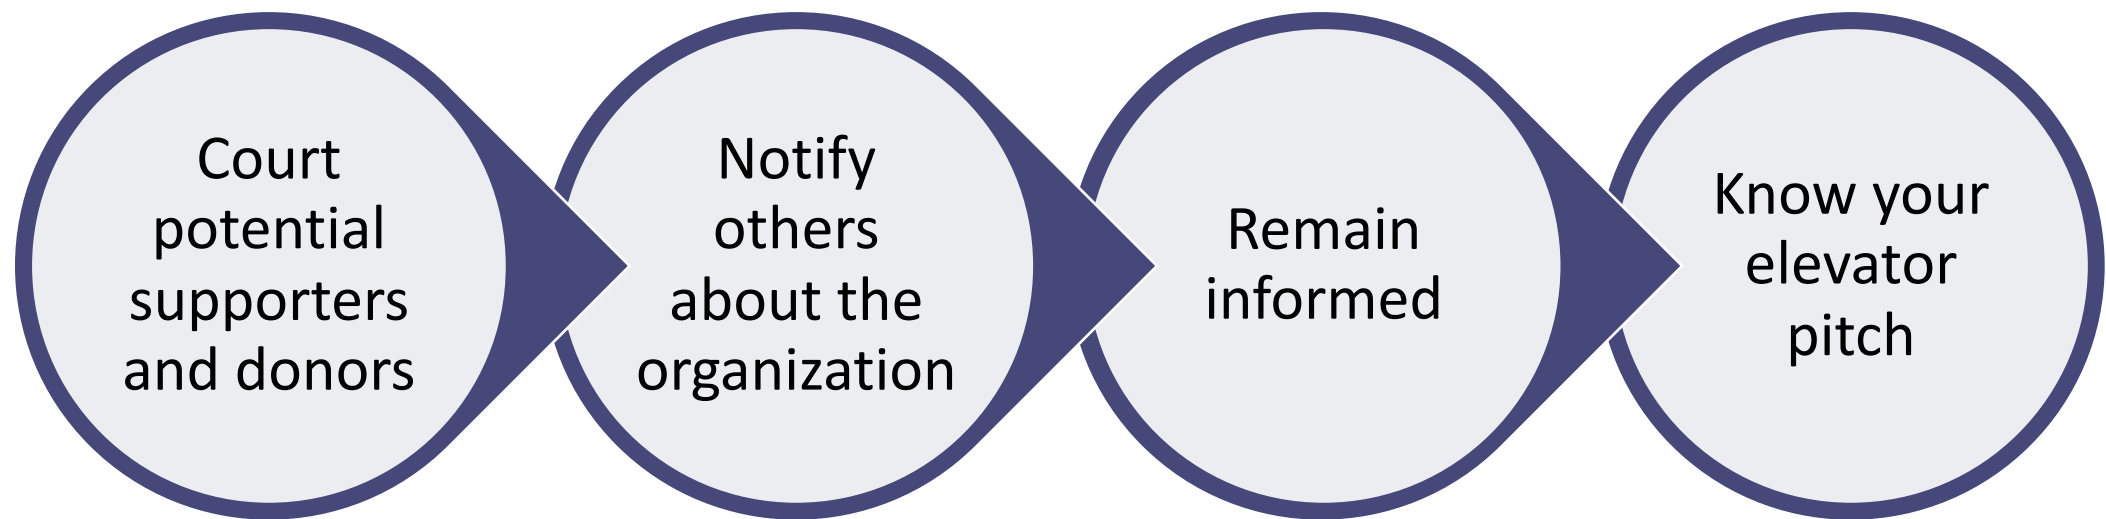 Court
potential
supporters
and donors
Notify
others
about the
organization
Remain
informed
Know your
elevator
pitch